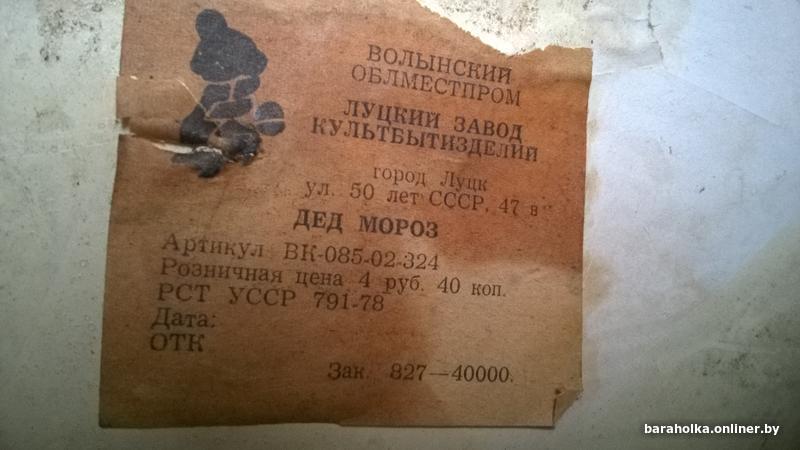 ВОЛЫНСКИЙ
ОБЛМЕСТПРОМ
ЛУЦКИЙ ЗАВОД
КУЛЬТБЫТИЗДЕЛИЙ
город Луцк
ул. 50 лет СССР, 47 в
ДЕД МОРОЗ
Артикул ВК-085-02-324
Розничная цена 4 руб. 40 коп.
РСТ УССР 791-78
Дата:
ОТК
Зак. 827—40000.
baraholka.onliner.by